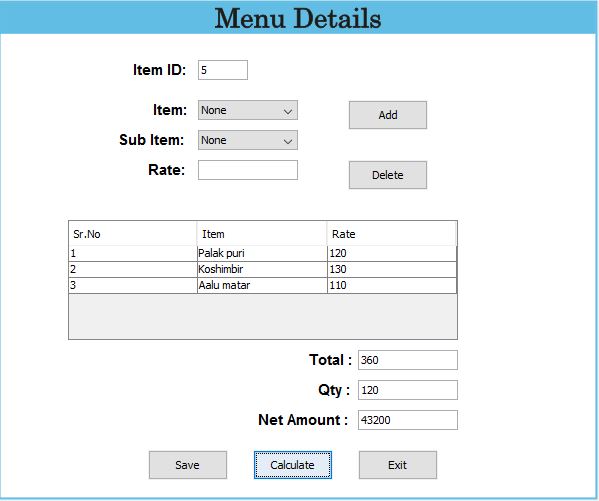 Menu Details
Item ID: 5
Item: None Add
Sub Item: None
Rate: Delete
Sr.No Item Rate
1 Palak puri 120
2 Koshimbir 130
3 Aalu matar 110
Total : 360
Qty : 120
Net Amount : 43200
Save Calculate Exit